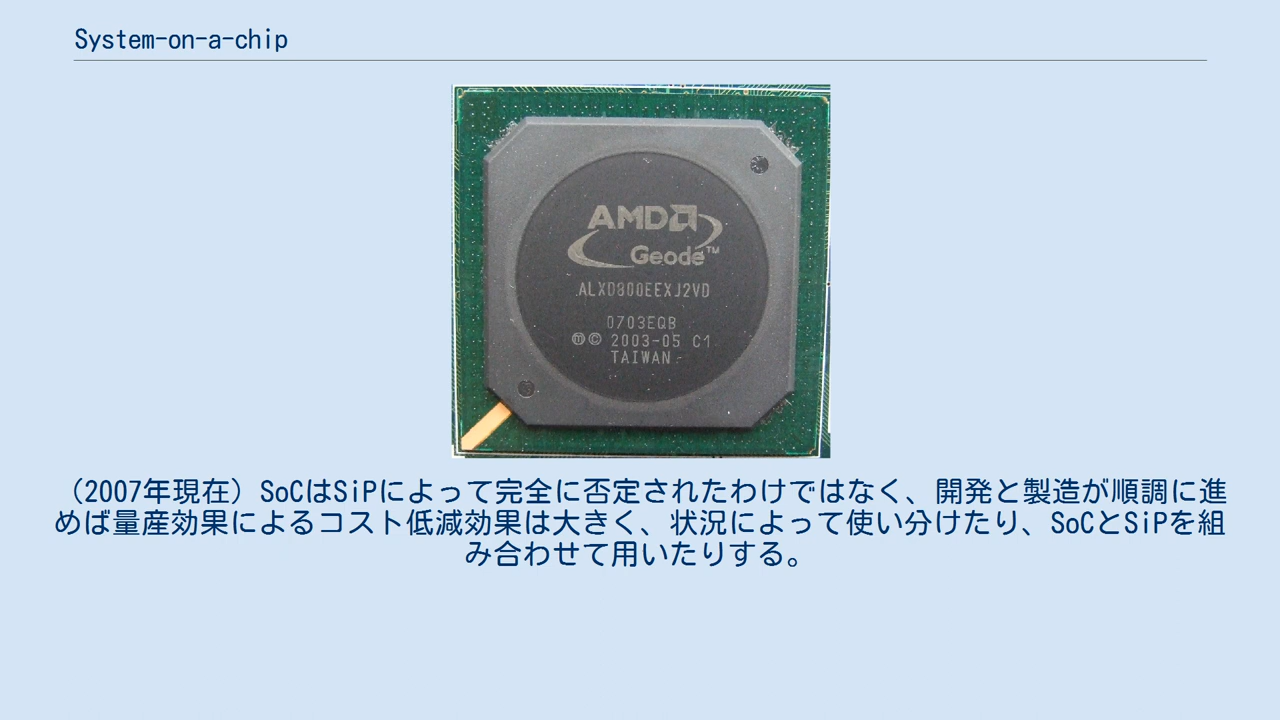 System-on-a-chip
AMD
Geode™
ALXD800EEXJ2VD
0703EQB
Ⓜ © 2003-05 C1
TAIWAN
（2007年現在）SoCはSiPによって完全に否定されたわけではなく、開発と製造が順調に進
めば量産効果によるコスト低減効果は大きく、状況によって使い分けたり、SoCとSiPを組
み合わせて用いたりする。